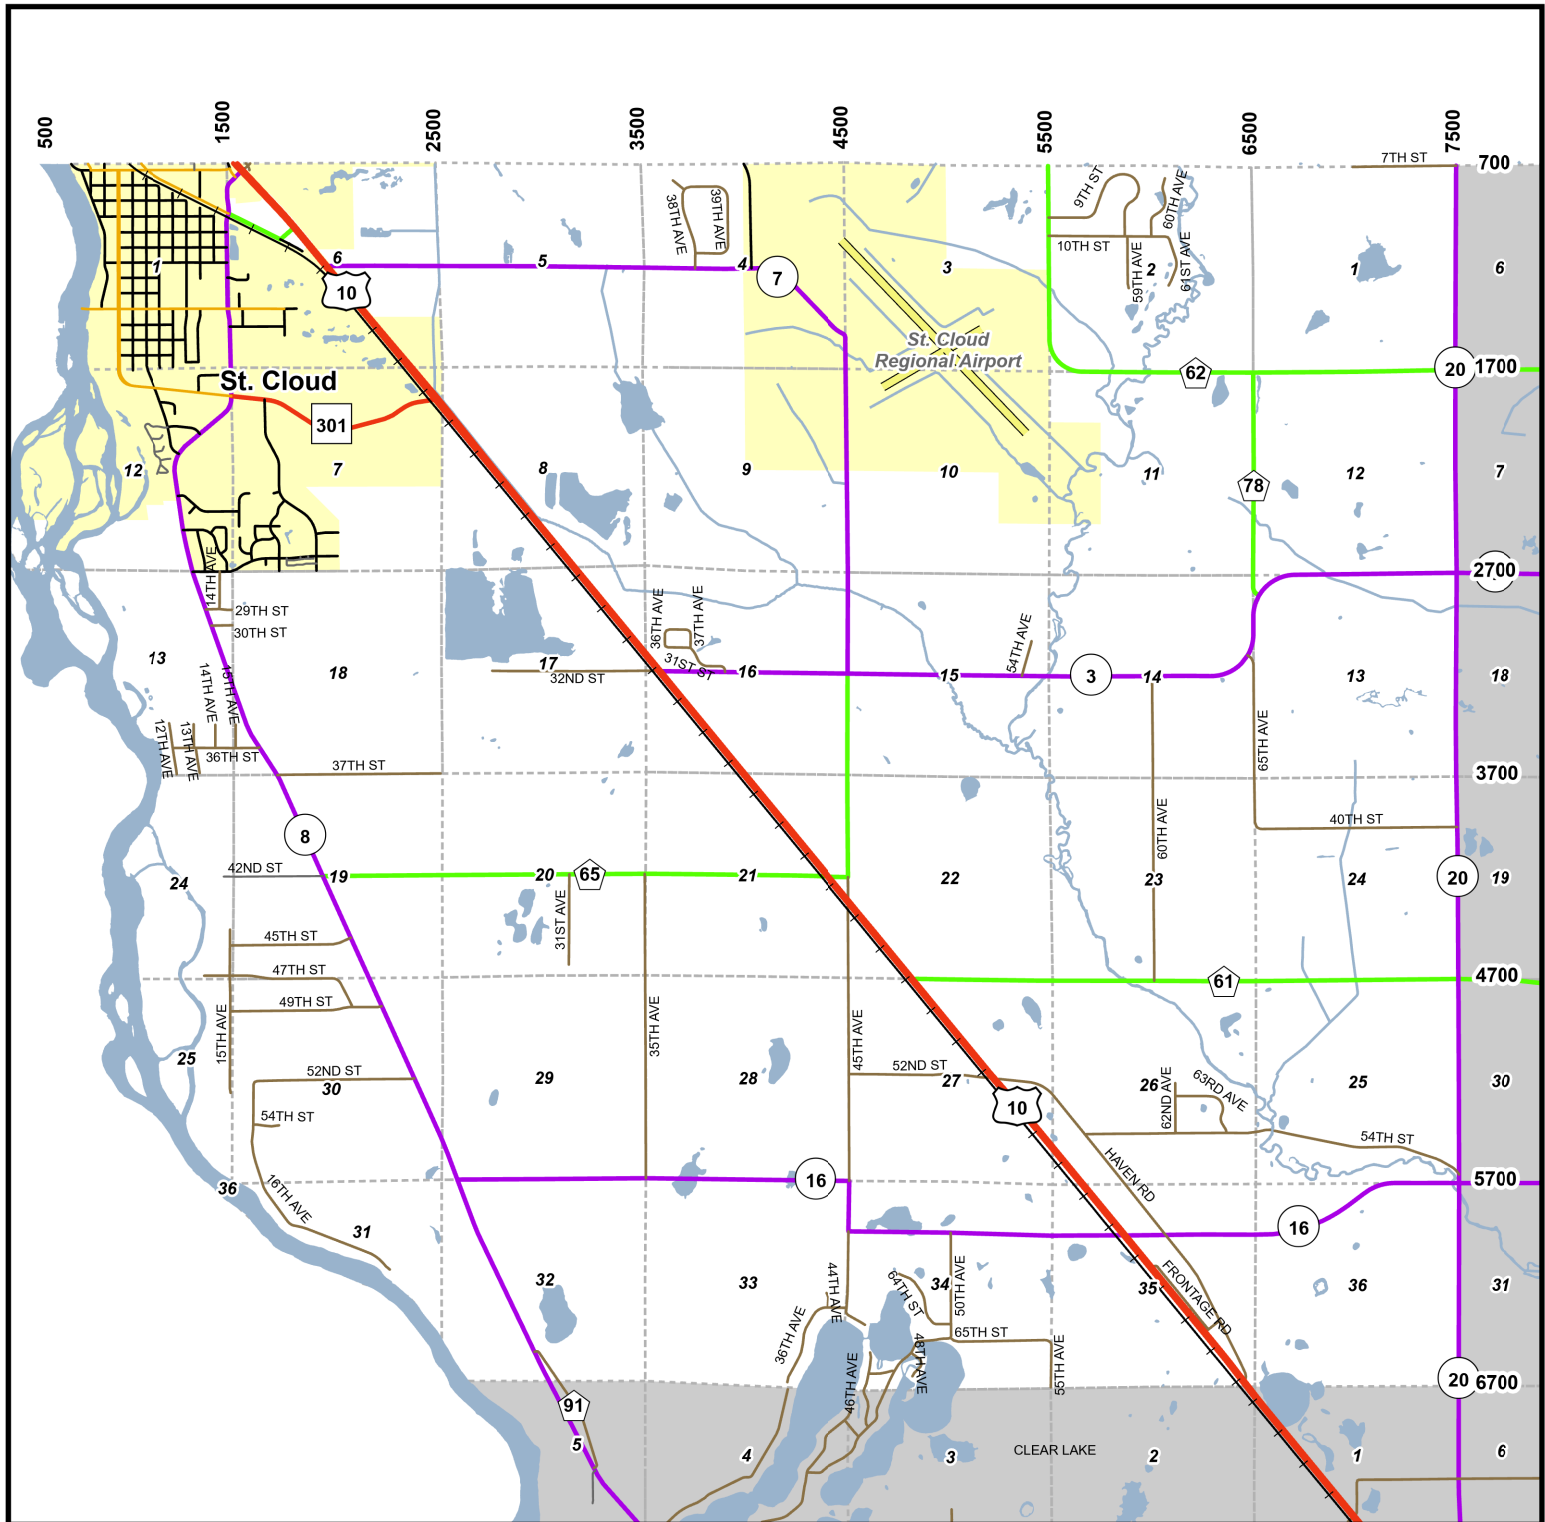 500
1500
2500
3500
4500
5500
6500
7500
7TH ST
700
9TH ST
60TH AVE
38TH AVE
39TH AVE
10TH ST
59TH AVE
61ST AVE
1
6
5
4
3
2
1
6
7
10
St. Cloud
Regional Airport
62
20
1700
St. Cloud
301
12
7
8
9
10
11
12
7
78
2700
14TH AVE
29TH ST
30TH ST
36TH AVE
37TH AVE
54TH AVE
13
18
17
32ND ST
31ST ST
16
15
3
14
13
18
14TH AVE
15TH AVE
12TH AVE
13TH AVE
36TH ST
37TH ST
65TH AVE
3700
8
60TH AVE
40TH ST
42ND ST
24
19
20
65
21
22
23
24
20
19
31ST AVE
45TH ST
47TH ST
49TH ST
61
4700
15TH AVE
35TH AVE
45TH AVE
25
52ND ST
30
29
28
52ND ST
27
26
62ND AVE
63RD AVE
25
30
10
54TH ST
54TH ST
HAVEN RD
36
16TH AVE
16
5700
31
16
32
33
44TH AVE
64TH ST
34
50TH AVE
35
FRONTAGE RD
36
31
36TH AVE
65TH ST
48TH AVE
55TH AVE
46TH AVE
20
6700
91
5
4
3
CLEAR LAKE
2
1
6